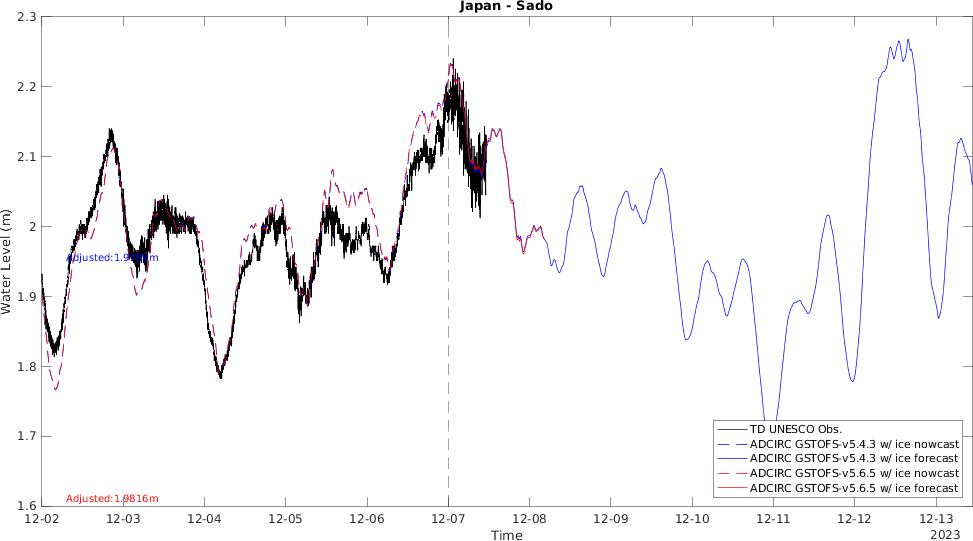 Japan - Sado
2.3
2.2
2.1
2
1.9
1.8
1.7
1.6
Water Level (m)
Adjusted:1.9
Adjusted:1.9816m
TD UNESCO Obs.
ADCIRC GSTOFS-v5.4.3 w/ ice nowcast
ADCIRC GSTOFS-v5.4.3 w/ ice forecast
ADCIRC GSTOFS-v5.6.5 w/ ice nowcast
ADCIRC GSTOFS-v5.6.5 w/ ice forecast
12-02 12-03 12-04 12-05 12-06 12-07 12-08 12-09 12-10 12-11 12-12 12-13
Time
2023